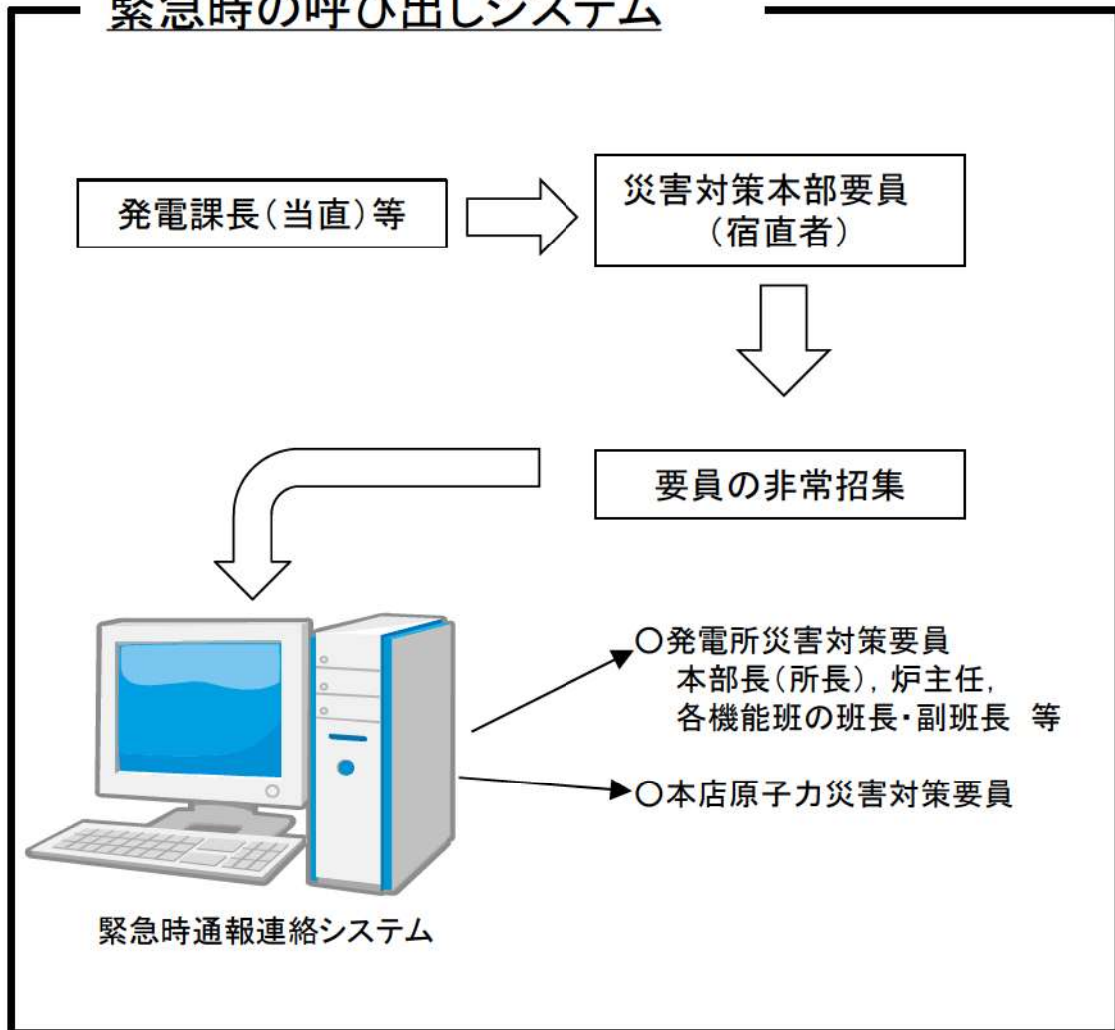 緊急時の呼び出しシステム
発電課長(当直)等
災害対策本部要員
(宿直者)
要員の非常招集
○発電所災害対策要員
本部長(所長),炉主任,
各機能班の班長・副班長 等
○本店原子力災害対策要員
緊急時通報連絡システム